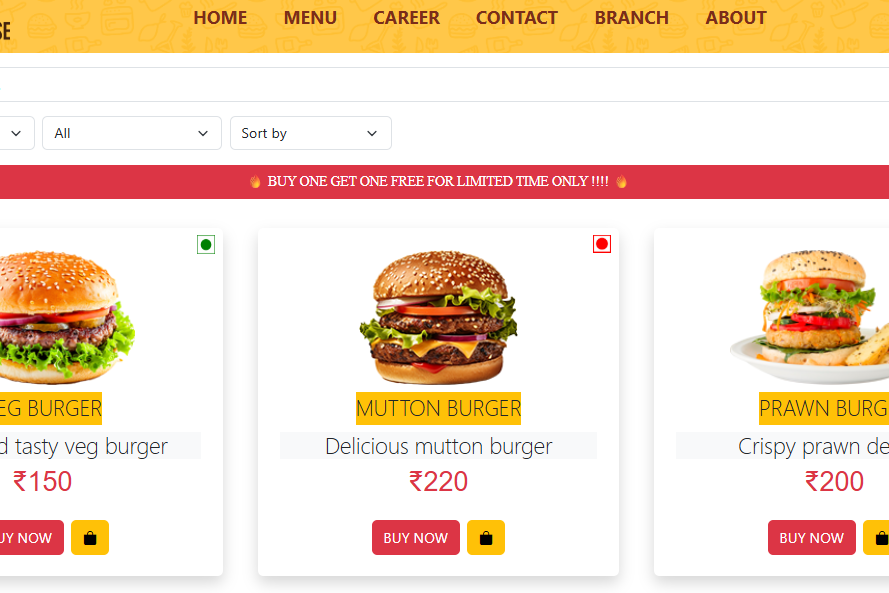 SE
HOME MENU CAREER CONTACT BRANCH ABOUT
All Sort by
BUY ONE GET ONE FREE FOR LIMITED TIME ONLY !!!!
EG BURGER MUTTON BURGER PRAWN BURG
d tasty veg burger Delicious mutton burger Crispy prawn de
₹150 ₹220 ₹200
UY NOW BUY NOW BUY NOW